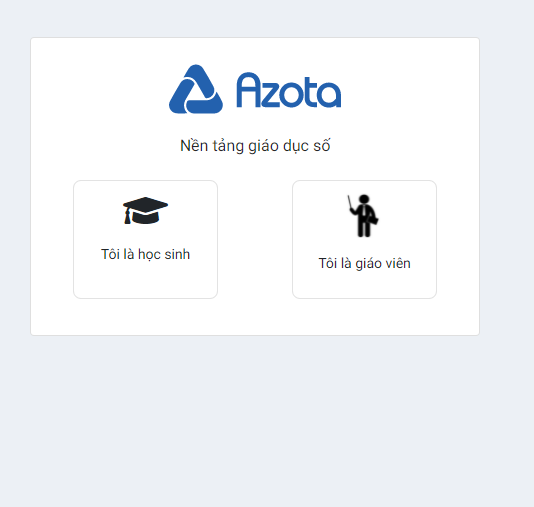 Azota
Nền tảng giáo dục số
Tôi là học sinh
Tôi là giáo viên